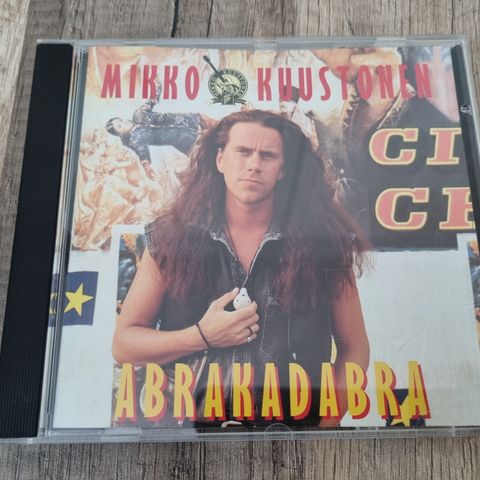 MIKKO KUUSTONEN
CI
CH
ABRAKADABRA